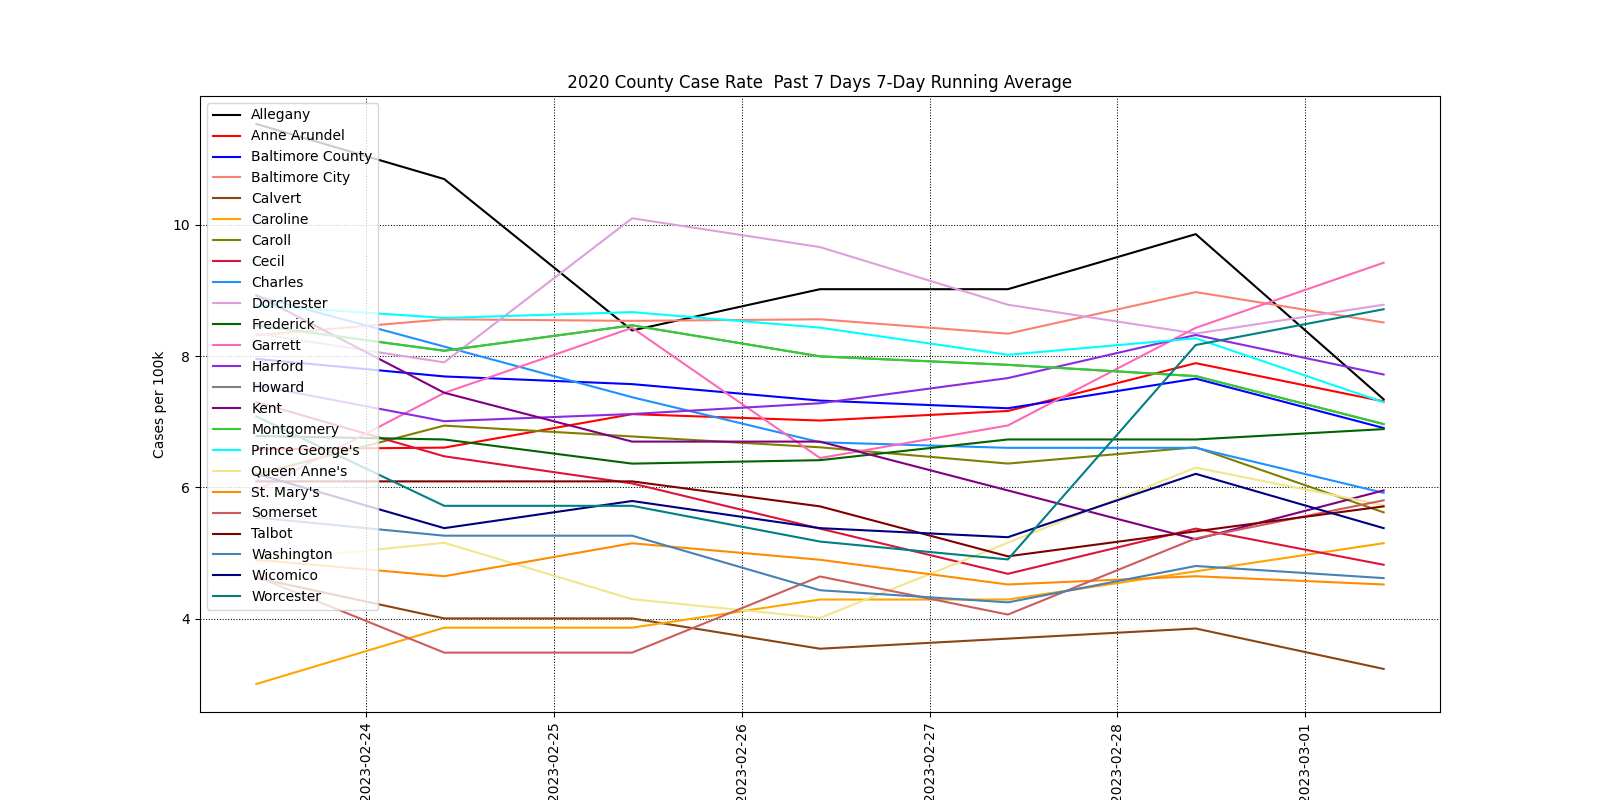 2020 County Case Rate  Past 7 Days 7-Day Running Average
Allegany
Anne Arundel
Baltimore County
Baltimore City
Calvert
Caroline
Caroll
Cecil
Charles
Dorchester
Frederick
Garrett
Harford
Howard
Kent
Montgomery
Prince George's
Queen Anne's
St. Mary's
Somerset
Talbot
Washington
Wicomico
Worcester
Cases per 100k
10
8
6
4
2023-02-24
2023-02-25
2023-02-26
2023-02-27
2023-02-28
2023-03-01